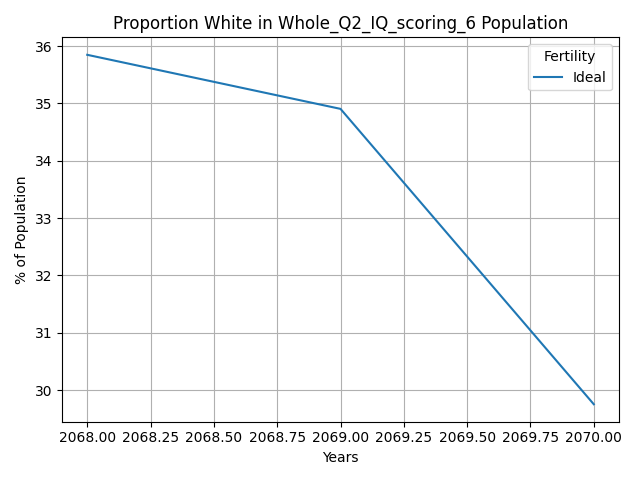 Proportion White in Whole_Q2_IQ_scoring_6 Population
Fertility
Ideal
36
35
34
33
32
31
30
% of Population
2068.00 2068.25 2068.50 2068.75 2069.00 2069.25 2069.50 2069.75 2070.00
Years